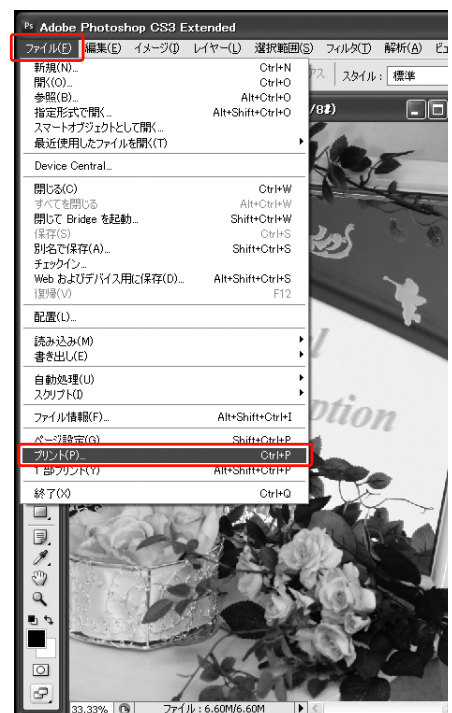 Ps Adobe Photoshop CS3 Extended
ファイル(F) 編集(E) イメージ(I) レイヤー(L) 選択範囲(S) フィルタ(T) 解析(A) ビュ
スタイル: 標準
新規(N)... Ctrl+N
開く(O)... Ctrl+O
参照(B)... Alt+Ctrl+O
指定形式で開く... Alt+Shift+Ctrl+O
スマートオブジェクトとして開く...
最近使用したファイルを開く(T)
/8#)
Device Central...
閉じる(C) Ctrl+W
すべてを閉じる Alt+Ctrl+W
閉じて Bridge を起動... Shift+Ctrl+W
保存(S) Ctrl+S
別名で保存(A)... Shift+Ctrl+S
チェックイン...
Web およびデバイス用に保存(D)... Alt+Shift+Ctrl+S
復帰(V) F12
配置(L)...
読み込み(M)
書き出し(E)
自動処理(U)
スクリプト(I)
ファイル情報(F)... Alt+Shift+Ctrl+I
ページ設定(G)... Shift+Ctrl+P
プリント(P)... Ctrl+P
1 部プリント(Y) Alt+Shift+Ctrl+P
終了(X) Ctrl+Q
l
ption
33.33% ファイル : 6.60M/6.60M